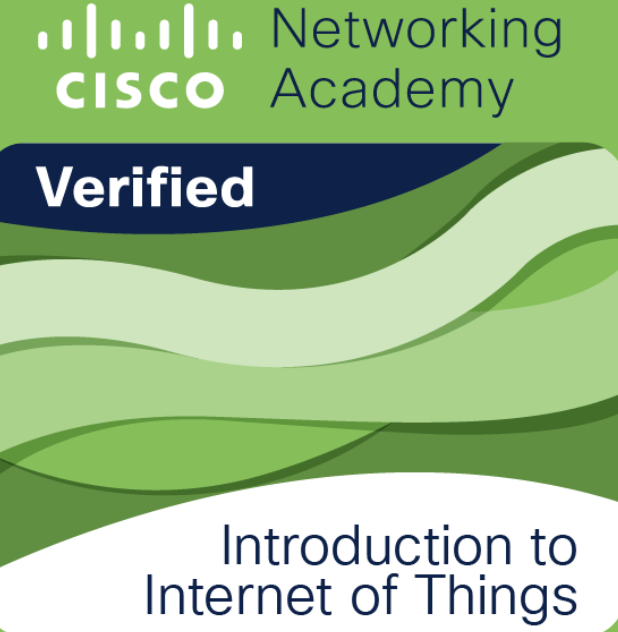 Networking
CISCO Academy
Verified
Introduction to
Internet of Things